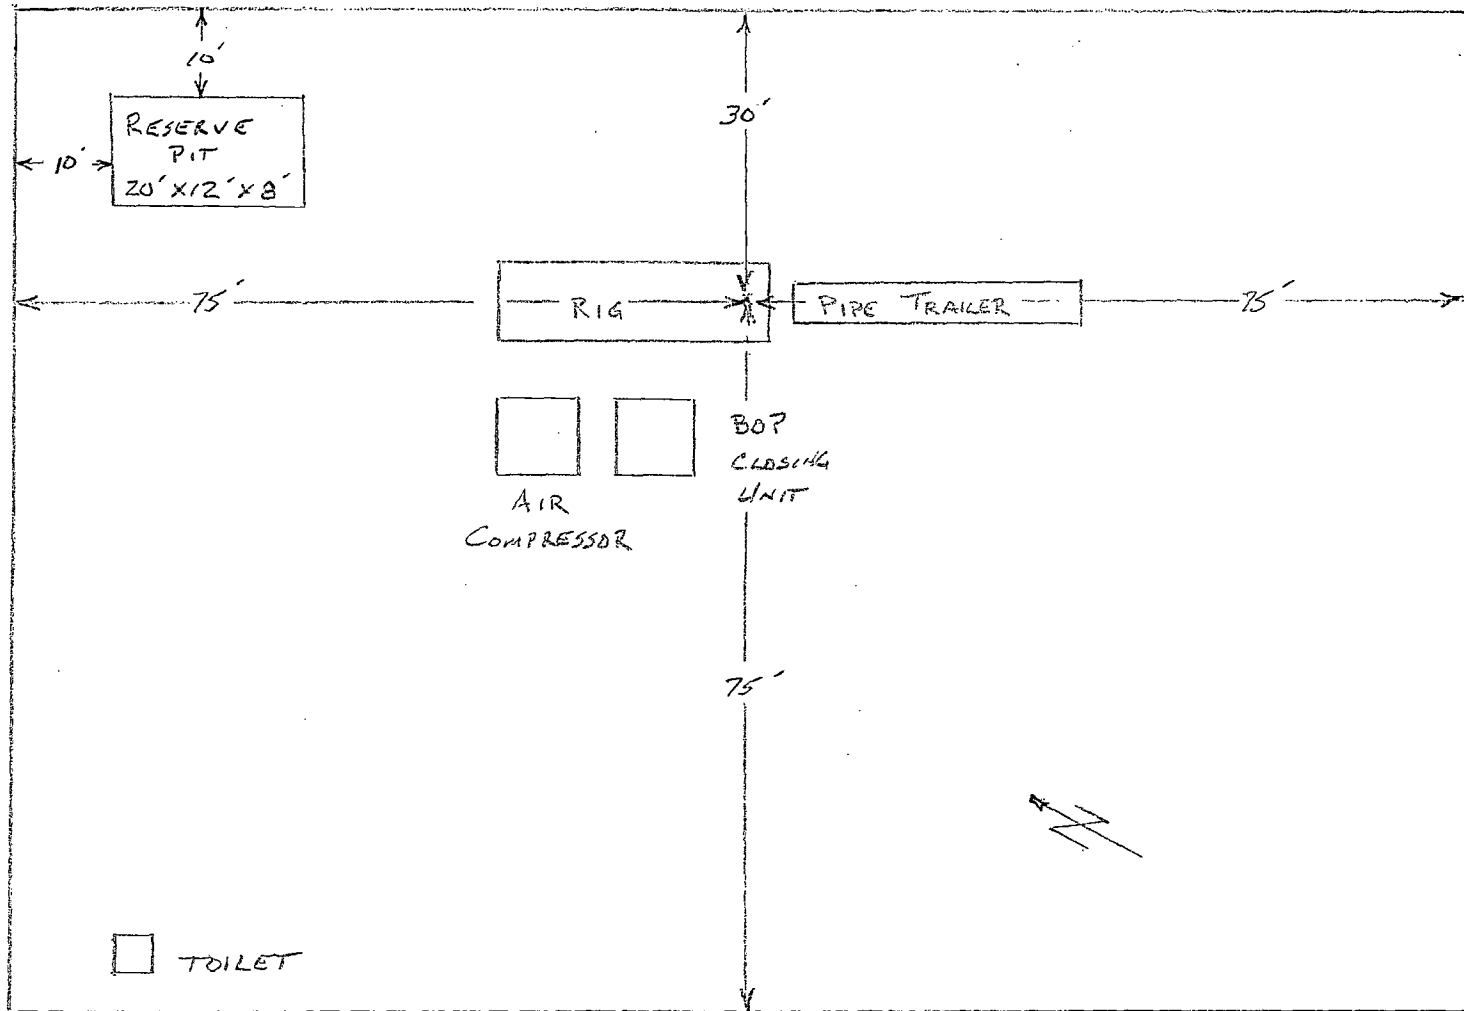 10′
30′
RESERVE
PIT
20′ X12′ X 8′
10′
75′
RIG
PIPE TRAILER
75′
BOP
CLOSING
UNIT
AIR
COMPRESSOR
75′
N
TOILET